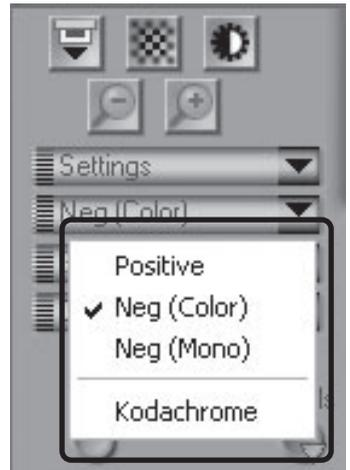 Settings
Neg (Color)
Positive
Neg (Color)
Neg (Mono)
Kodachrome